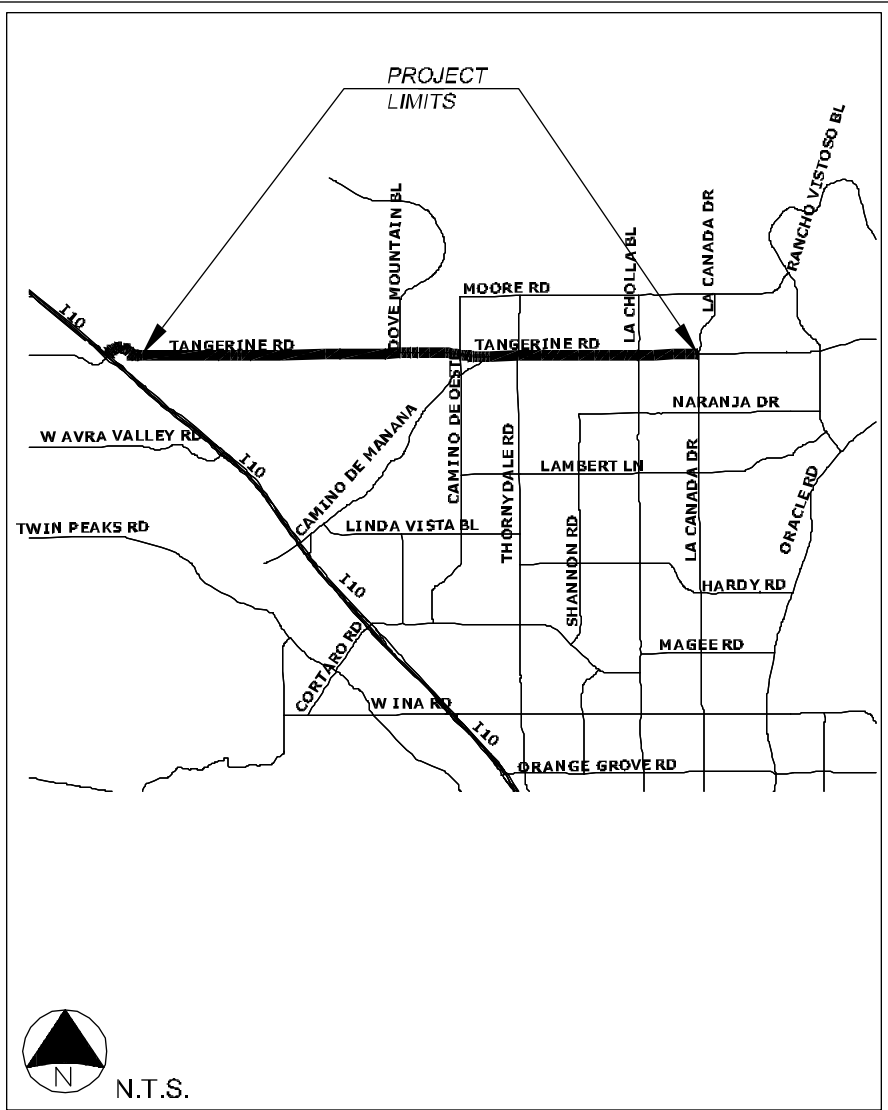 PROJECT
LIMITS
RANCHO VISTOSO BL
DOVE MOUNTAIN BL
LA CANADA DR
LA CHOLLA BL
MOORE RD
I10
TANGERINE RD
TANGERINE RD
NARANJA DR
CAMINO DE OEST
CAMINO DE MANANA
W AVRA VALLEY RD
I10
LAMBERT LN
THORNYDALE RD
LA CANADA DR
ORACLE RD
TWIN PEAKS RD
LINDA VISTA BL
SHANNON RD
I10
HARDY RD
CORTARO RD
MAGEE RD
W INA RD
I10
ORANGE GROVE RD
N
N.T.S.